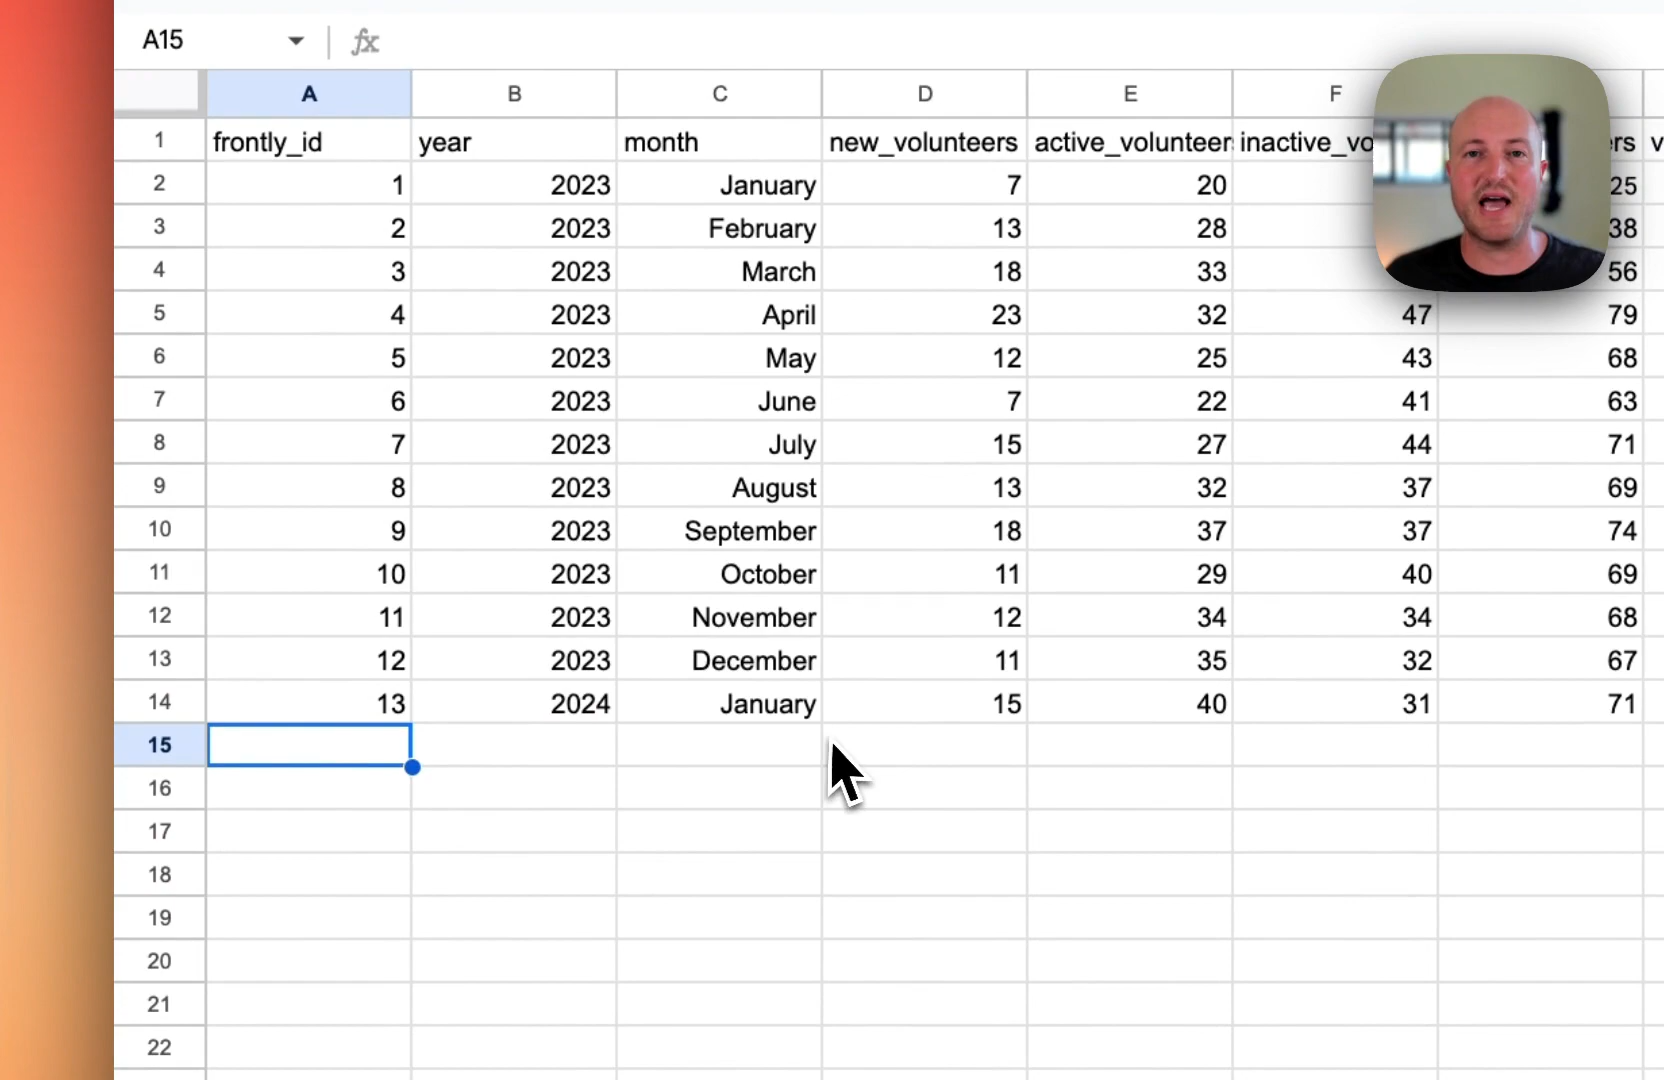 A15 fx
A B C D E F
1 frontly_id year month new_volunteers active_volunteer inactive_vo rs v
2 1 2023 January 7 20 25
3 2 2023 February 13 28 38
4 3 2023 March 18 33 56
5 4 2023 April 23 32 47 79
6 5 2023 May 12 25 43 68
7 6 2023 June 7 22 41 63
8 7 2023 July 15 27 44 71
9 8 2023 August 13 32 37 69
10 9 2023 September 18 37 37 74
11 10 2023 October 11 29 40 69
12 11 2023 November 12 34 34 68
13 12 2023 December 11 35 32 67
14 13 2024 January 15 40 31 71
15
16
17
18
19
20
21
22